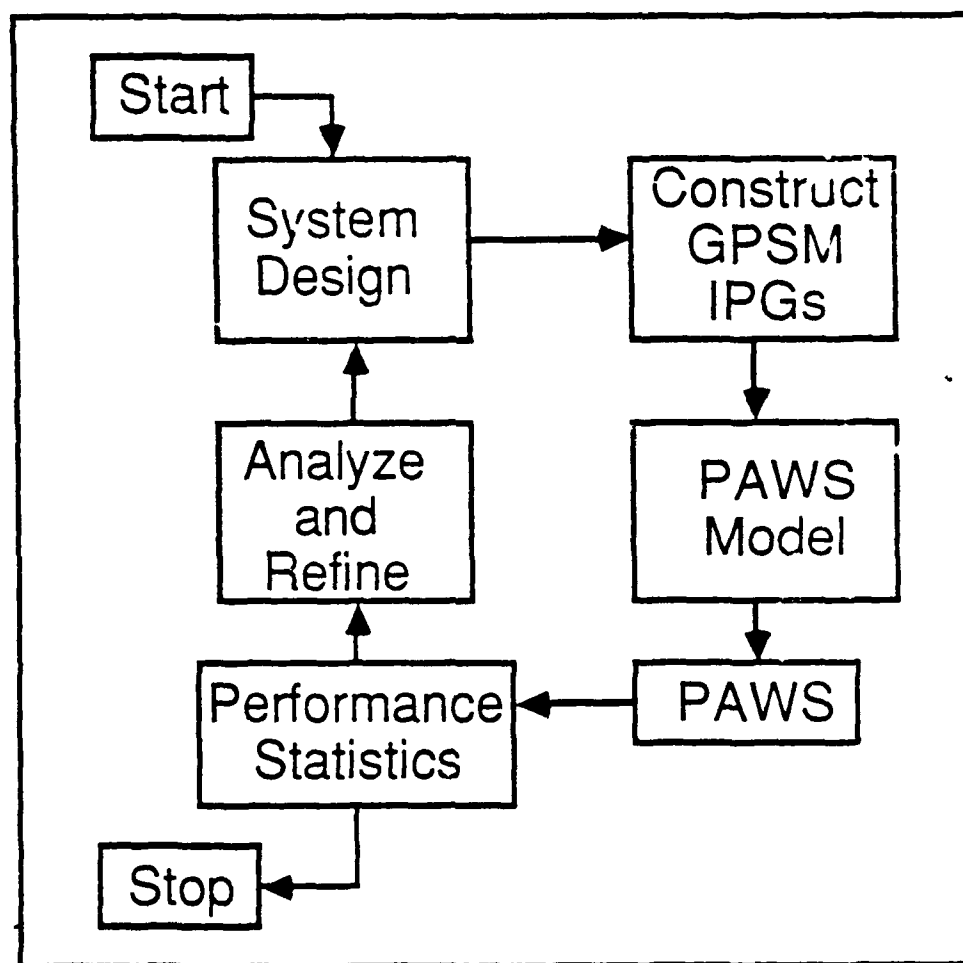 Start
System
Design
Construct
GPSM
IPGs
PAWS
Model
PAWS
Performance
Statistics
Analyze
and
Refine
Stop